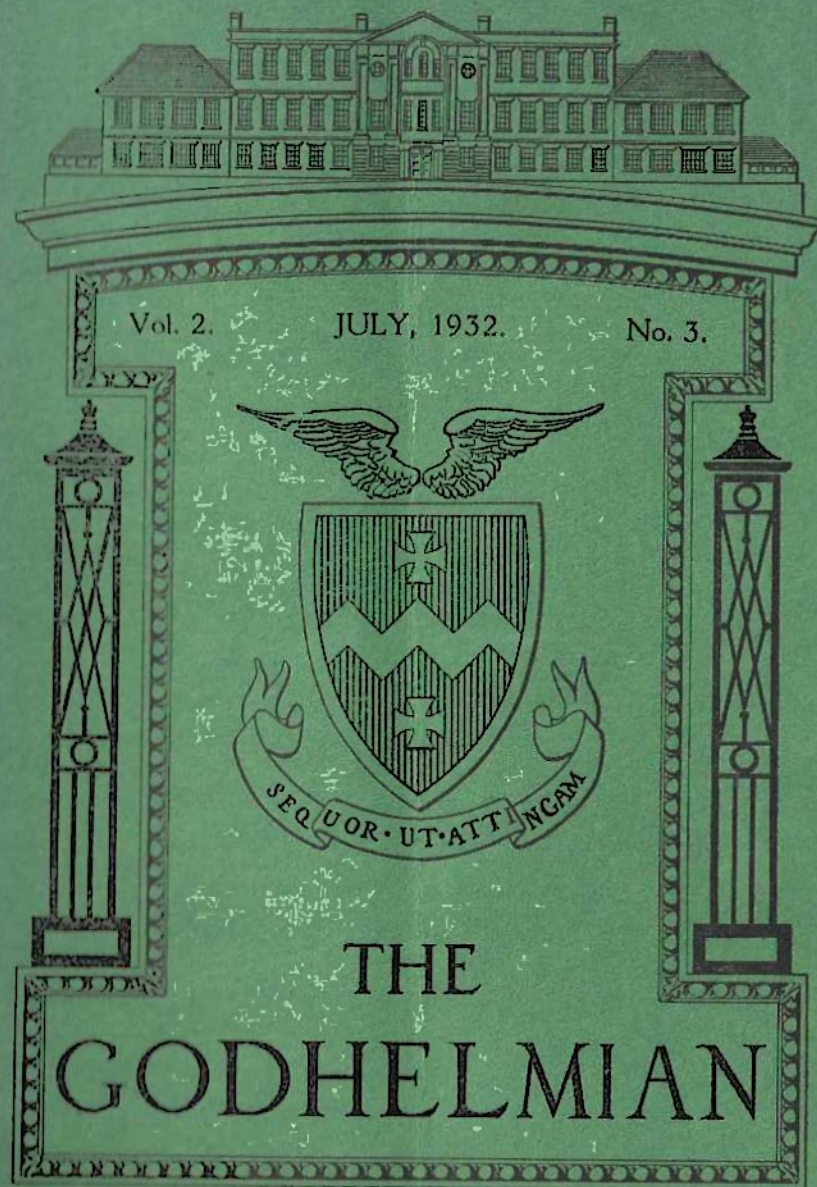 Vol. 2. JULY, 1932. No. 3.
SEQUOR·UT·ATTINGAM
THE
GODHELMIAN